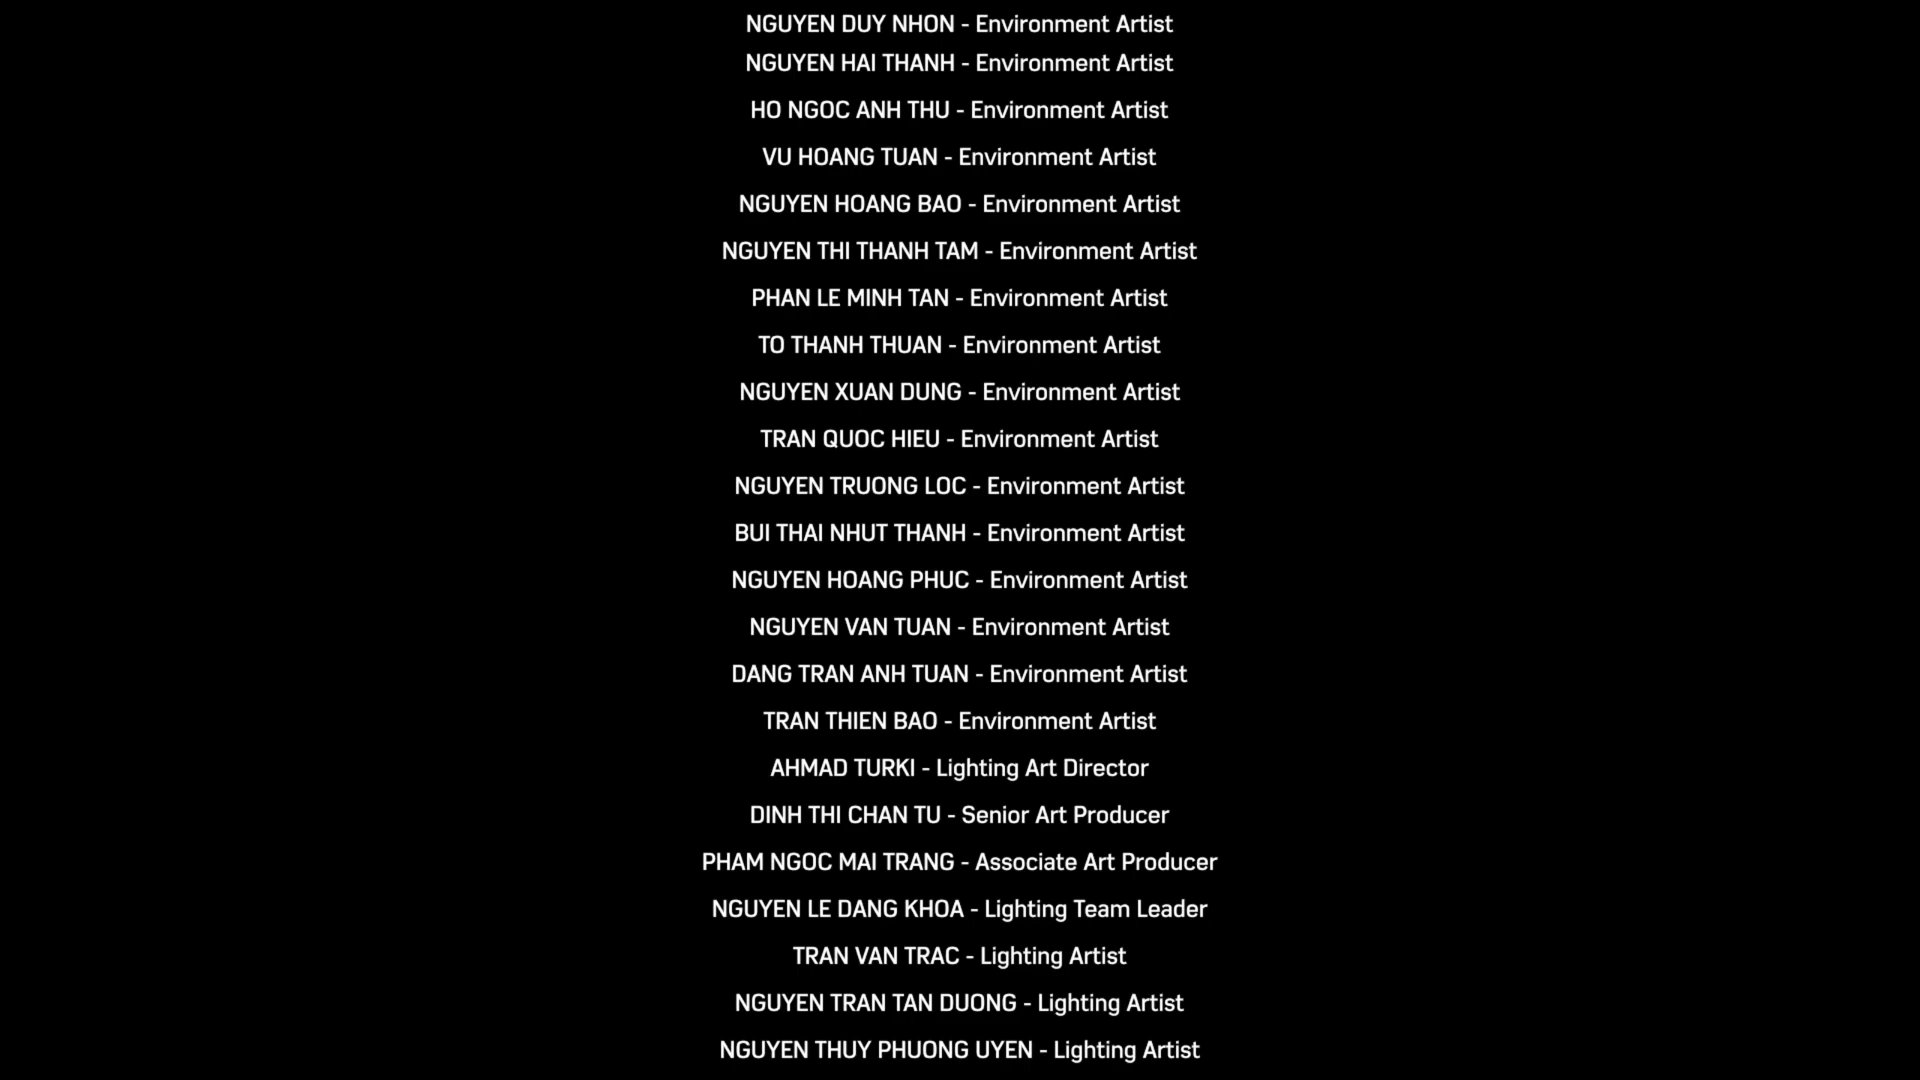 NGUYEN DUY NHON - Environment Artist
NGUYEN HAI THANH - Environment Artist
HO NGOC ANH THU - Environment Artist
VU HOANG TUAN - Environment Artist
NGUYEN HOANG BAO - Environment Artist
NGUYEN THI THANH TAM - Environment Artist
PHAN LE MINH TAN - Environment Artist
TO THANH THUAN - Environment Artist
NGUYEN XUAN DUNG - Environment Artist
TRAN QUOC HIEU - Environment Artist
NGUYEN TRUONG LOC - Environment Artist
BUI THAI NHUT THANH - Environment Artist
NGUYEN HOANG PHUC - Environment Artist
NGUYEN VAN TUAN - Environment Artist
DANG TRAN ANH TUAN - Environment Artist
TRAN THIEN BAO - Environment Artist
AHMAD TURKI - Lighting Art Director
DINH THI CHAN TU - Senior Art Producer
PHAM NGOC MAI TRANG - Associate Art Producer
NGUYEN LE DANG KHOA - Lighting Team Leader
TRAN VAN TRAC - Lighting Artist
NGUYEN TRAN TAN DUONG - Lighting Artist
NGUYEN THUY PHUONG UYEN - Lighting Artist